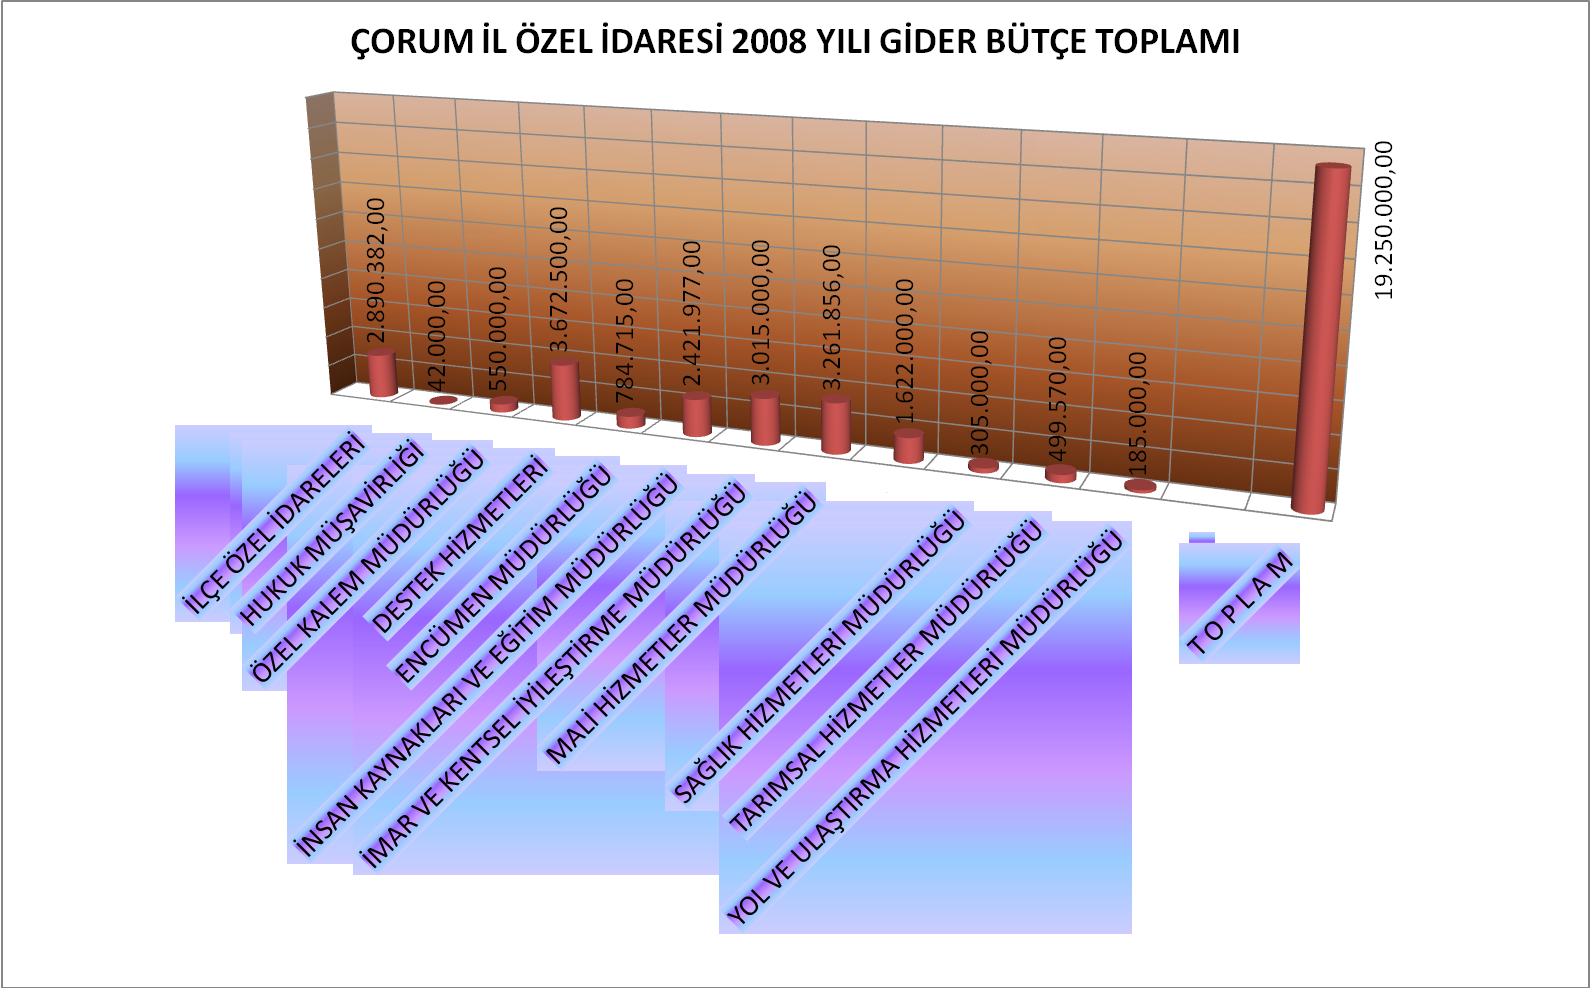 ÇORUM İL ÖZEL İDARESİ 2008 YILI GİDER BÜTÇE TOPLAMI
2.890.382,00
42.000,00
550.000,00
3.672.500,00
784.715,00
2.421.977,00
3.015.000,00
3.261.856,00
1.622.000,00
305.000,00
499.570,00
185.000,00
19.250.000,00
İLÇE ÖZEL İDARELERİ
HUKUK MÜŞAVİRLİĞİ
ÖZEL KALEM MÜDÜRLÜĞÜ
DESTEK HİZMETLERİ
ENCÜMEN MÜDÜRLÜĞÜ
İNSAN KAYNAKLARI VE EĞİTİM MÜDÜRLÜĞÜ
İMAR VE KENTSEL İYİLEŞTİRME MÜDÜRLÜĞÜ
MALİ HİZMETLER MÜDÜRLÜĞÜ
SAĞLIK HİZMETLERİ MÜDÜRLÜĞÜ
TARIMSAL HİZMETLER MÜDÜRLÜĞÜ
YOL VE ULAŞTIRMA HİZMETLERİ MÜDÜRLÜĞÜ
T O P L A M